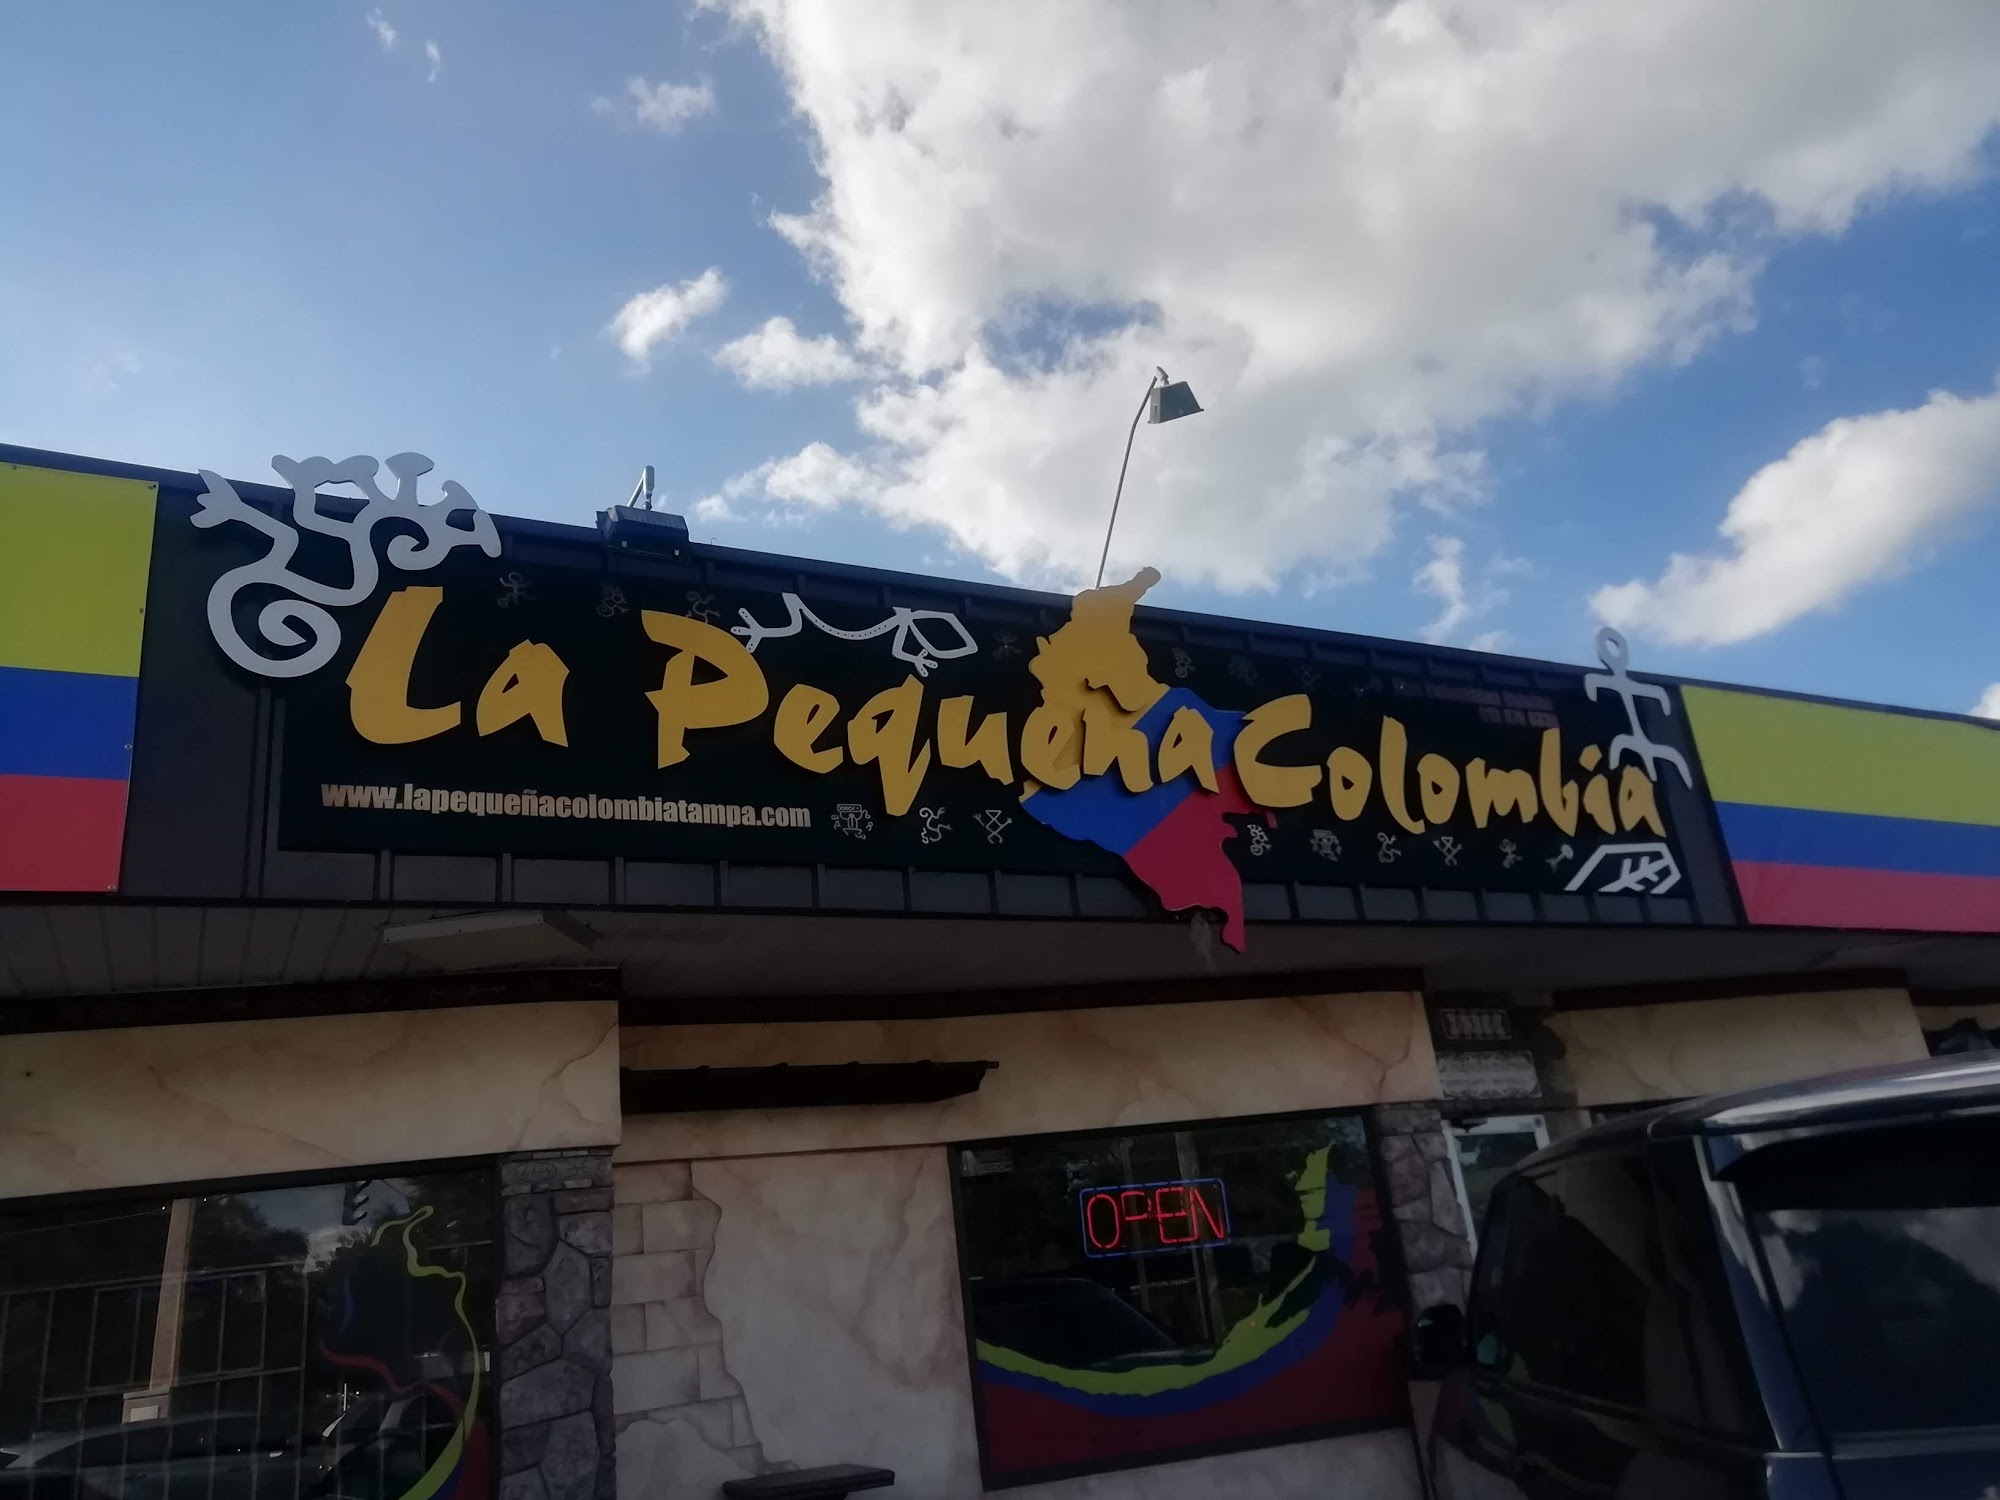 La Pequeña Colombia
www.lapequeñacolombiatampa.com
OPEN